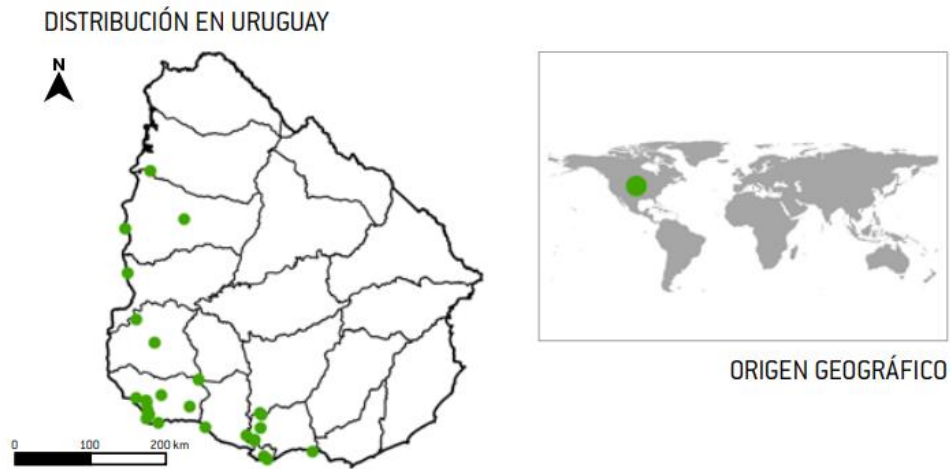 DISTRIBUCIÓN EN URUGUAY
N
0 100 200 km
ORIGEN GEOGRÁFICO